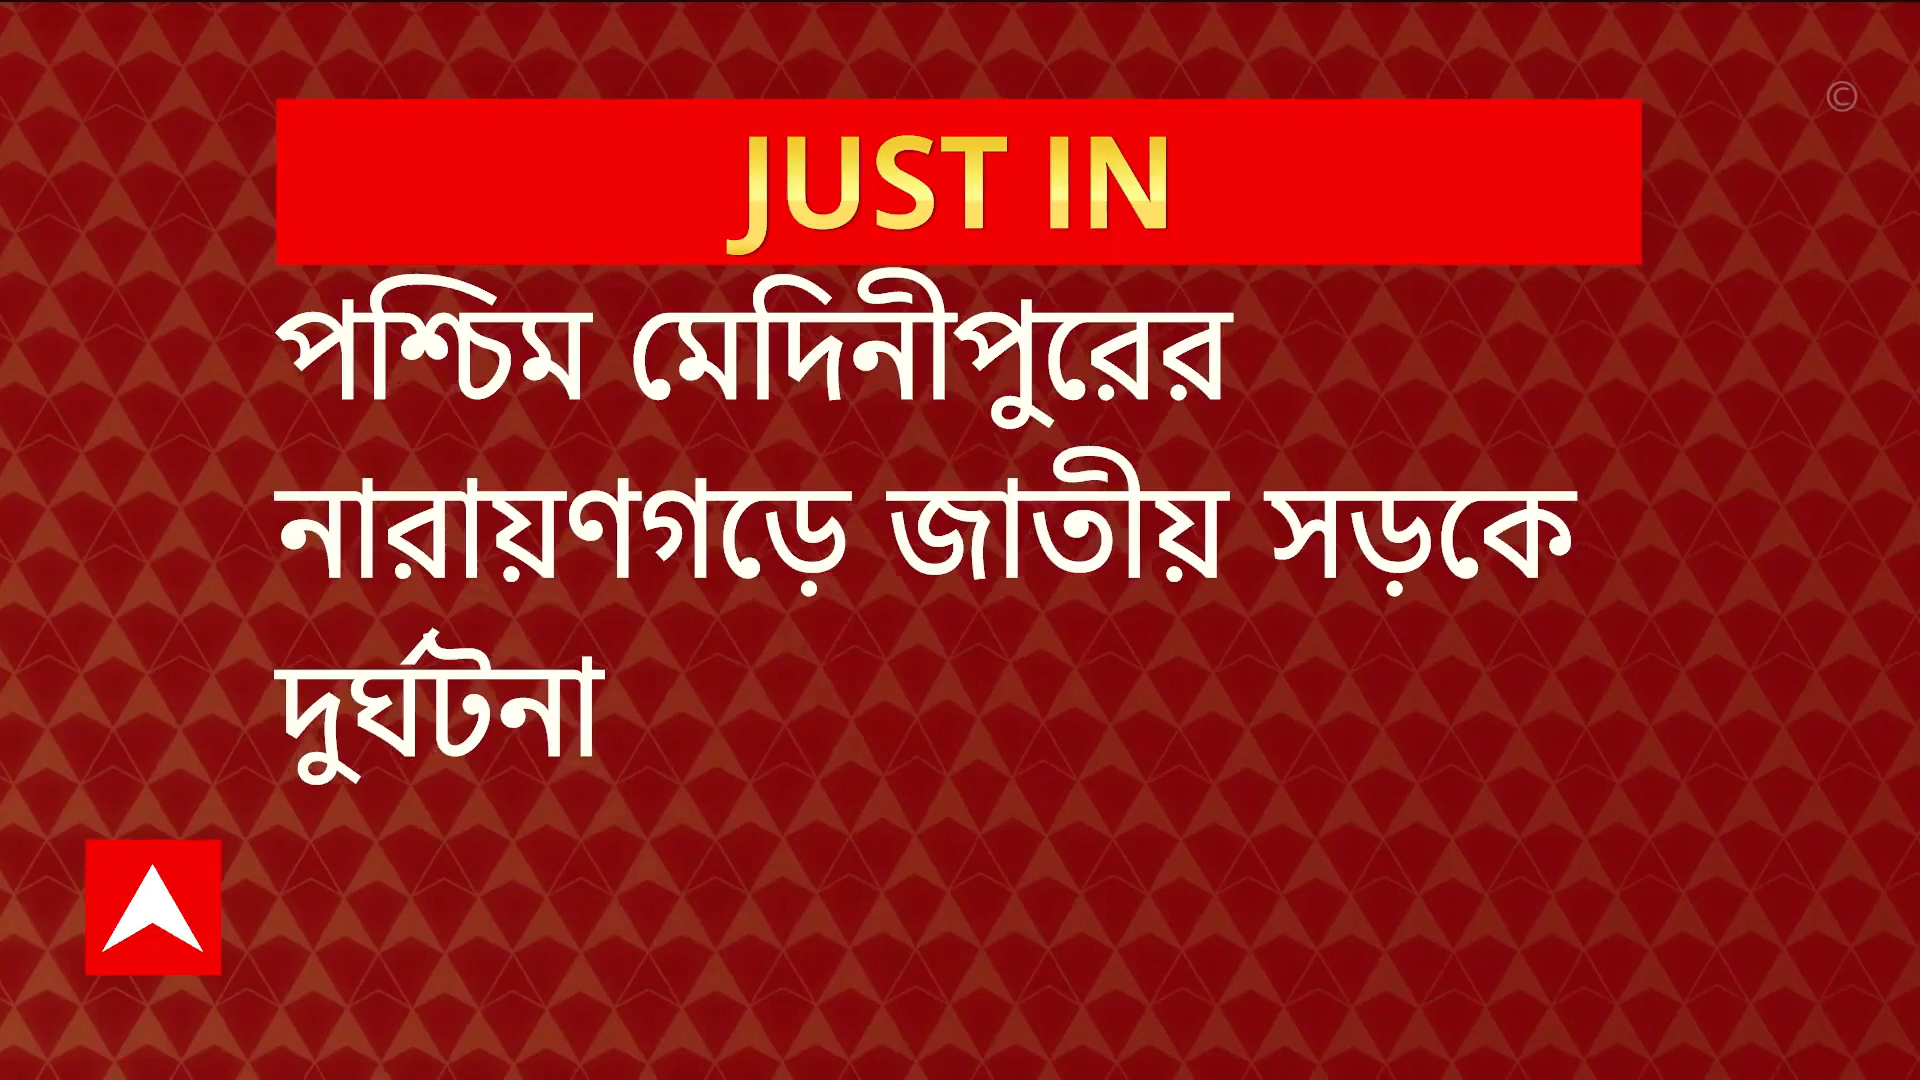 ©
JUST IN
পশ্চিম মেদিনীপুরের
নারায়ণগড়ে জাতীয় সড়কে
দুর্ঘটনা